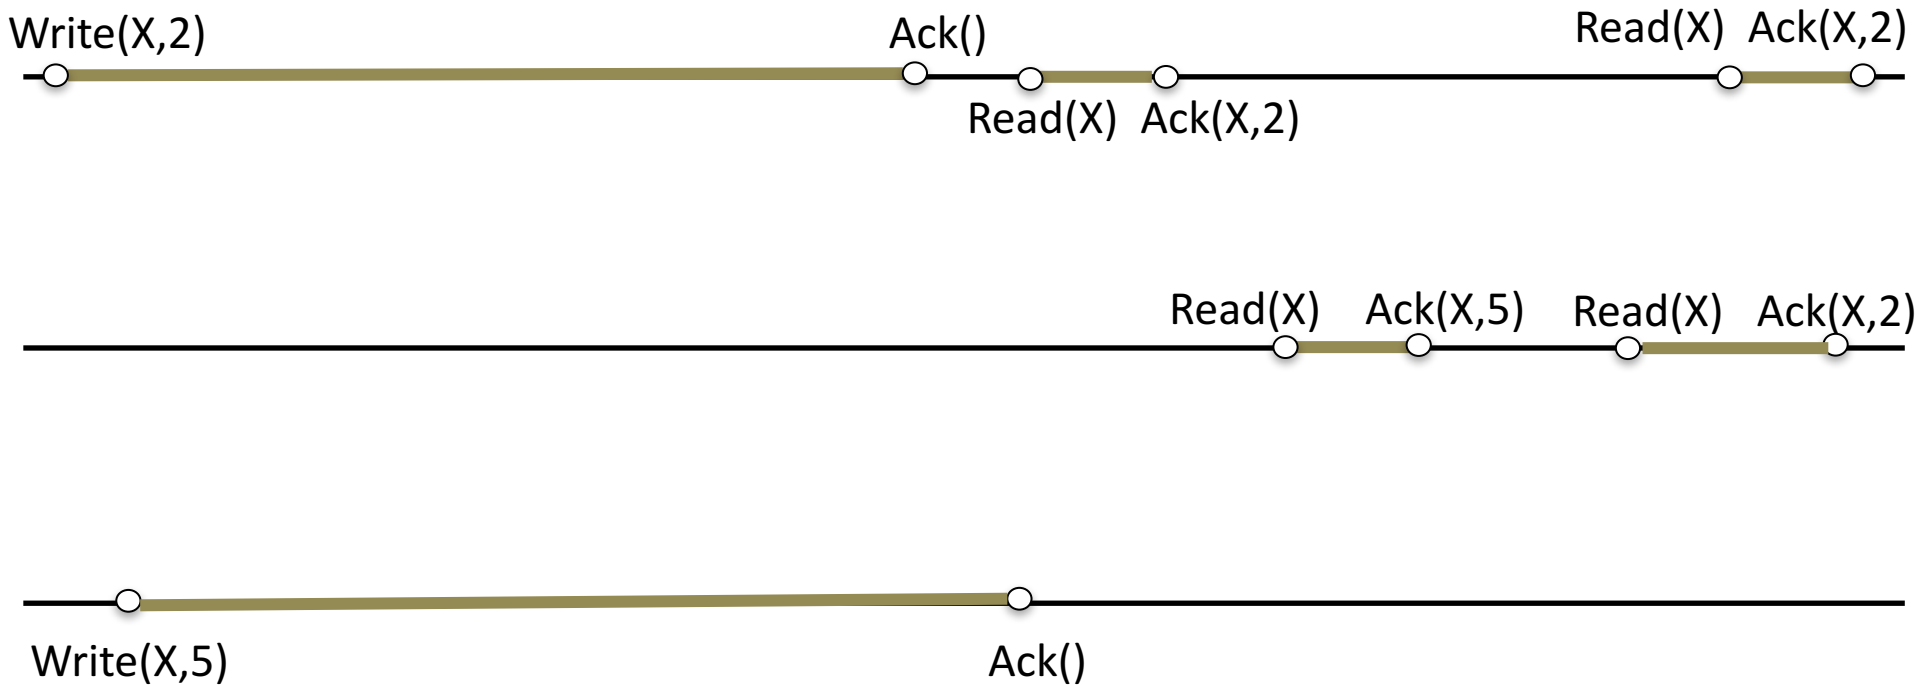 Write(X,2) Ack() Read(X) Ack(X,2)
Read(X) Ack(X,2)
Read(X) Ack(X,5) Read(X) Ack(X,2)
Write(X,5) Ack()